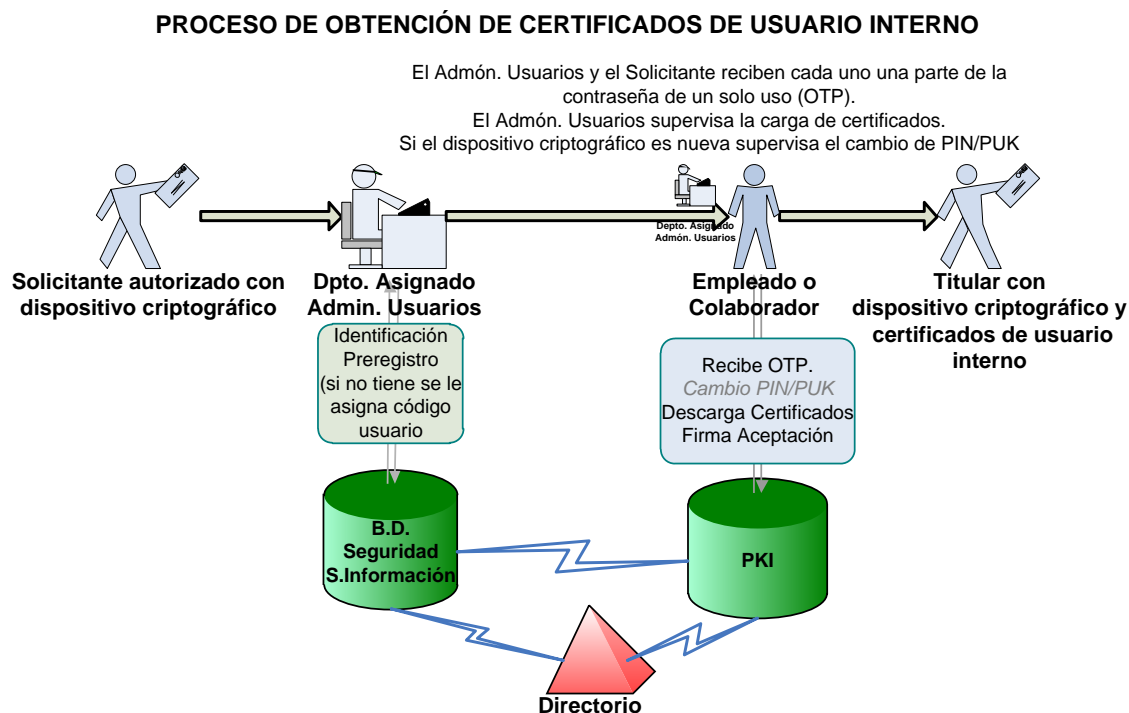 PROCESO DE OBTENCIÓN DE CERTIFICADOS DE USUARIO INTERNO
El Admón. Usuarios y el Solicitante reciben cada uno una parte de la
contraseña de un solo uso (OTP).
El Admón. Usuarios supervisa la carga de certificados.
Si el dispositivo criptográfico es nueva supervisa el cambio de PIN/PUK
Depto. Asignado
Admón. Usuarios
Solicitante autorizado con
dispositivo criptográfico
Dpto. Asignado
Admin. Usuarios
Empleado o
Colaborador
Titular con
dispositivo criptográfico y
certificados de usuario
interno
Identificación
Preregistro
(si no tiene se le
asigna código
usuario
Recibe OTP.
Cambio PIN/PUK
Descarga Certificados
Firma Aceptación
B.D.
Seguridad
S.Información
PKI
Directorio